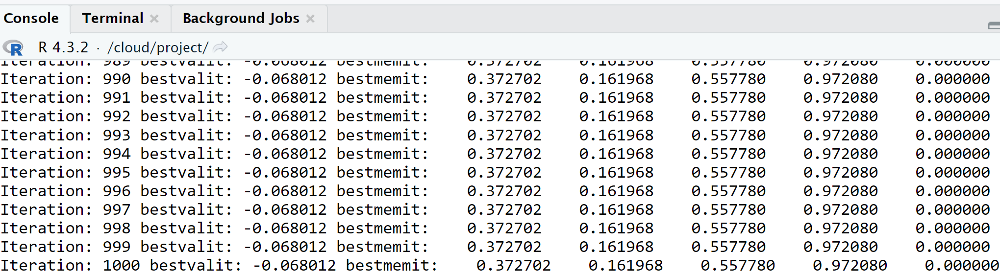 Console Terminal × Background Jobs ×
R R 4.3.2 · /cloud/project/
Iteration: 989 bestvalit: -0.068012 bestmemit: 0.372702 0.161968 0.557780 0.972080 0.000000
Iteration: 990 bestvalit: -0.068012 bestmemit: 0.372702 0.161968 0.557780 0.972080 0.000000
Iteration: 991 bestvalit: -0.068012 bestmemit: 0.372702 0.161968 0.557780 0.972080 0.000000
Iteration: 992 bestvalit: -0.068012 bestmemit: 0.372702 0.161968 0.557780 0.972080 0.000000
Iteration: 993 bestvalit: -0.068012 bestmemit: 0.372702 0.161968 0.557780 0.972080 0.000000
Iteration: 994 bestvalit: -0.068012 bestmemit: 0.372702 0.161968 0.557780 0.972080 0.000000
Iteration: 995 bestvalit: -0.068012 bestmemit: 0.372702 0.161968 0.557780 0.972080 0.000000
Iteration: 996 bestvalit: -0.068012 bestmemit: 0.372702 0.161968 0.557780 0.972080 0.000000
Iteration: 997 bestvalit: -0.068012 bestmemit: 0.372702 0.161968 0.557780 0.972080 0.000000
Iteration: 998 bestvalit: -0.068012 bestmemit: 0.372702 0.161968 0.557780 0.972080 0.000000
Iteration: 999 bestvalit: -0.068012 bestmemit: 0.372702 0.161968 0.557780 0.972080 0.000000
Iteration: 1000 bestvalit: -0.068012 bestmemit: 0.372702 0.161968 0.557780 0.972080 0.000000